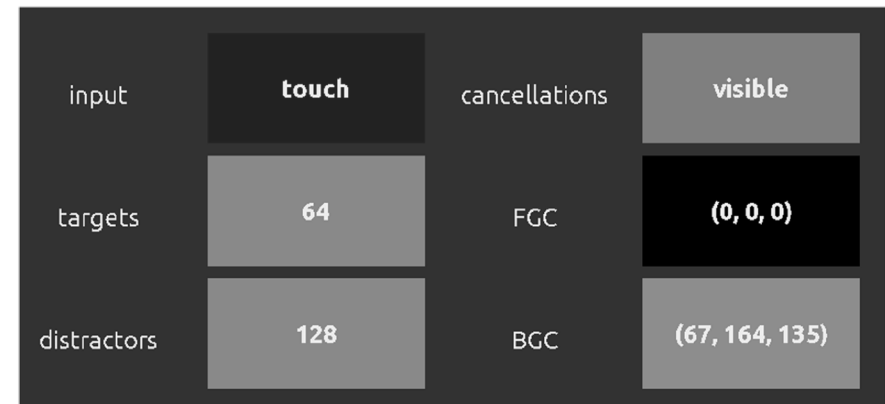 input touch cancellations visible
targets 64 FGC (0, 0, 0)
distractors 128 BGC (67, 164, 135)